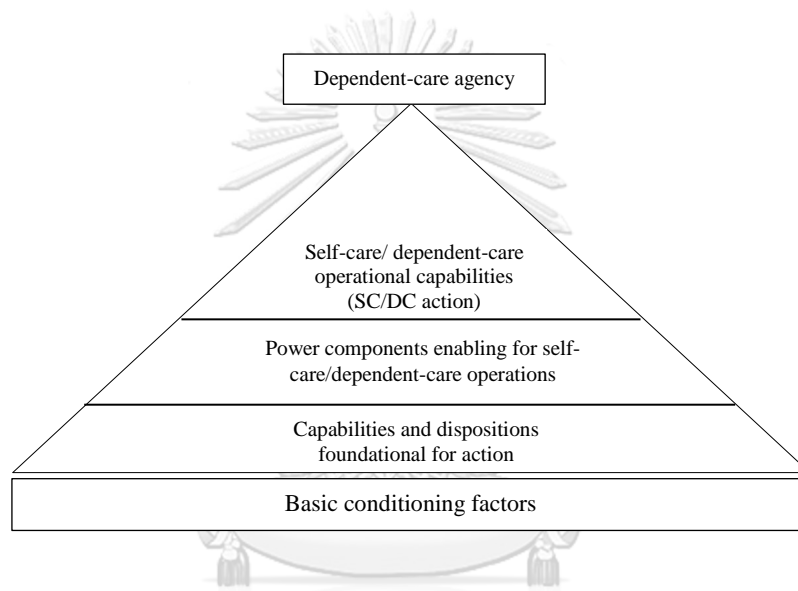 Dependent-care agency
Self-care/ dependent-care
operational capabilities
(SC/DC action)
Power components enabling for self-
care/dependent-care operations
Capabilities and dispositions
foundational for action
Basic conditioning factors